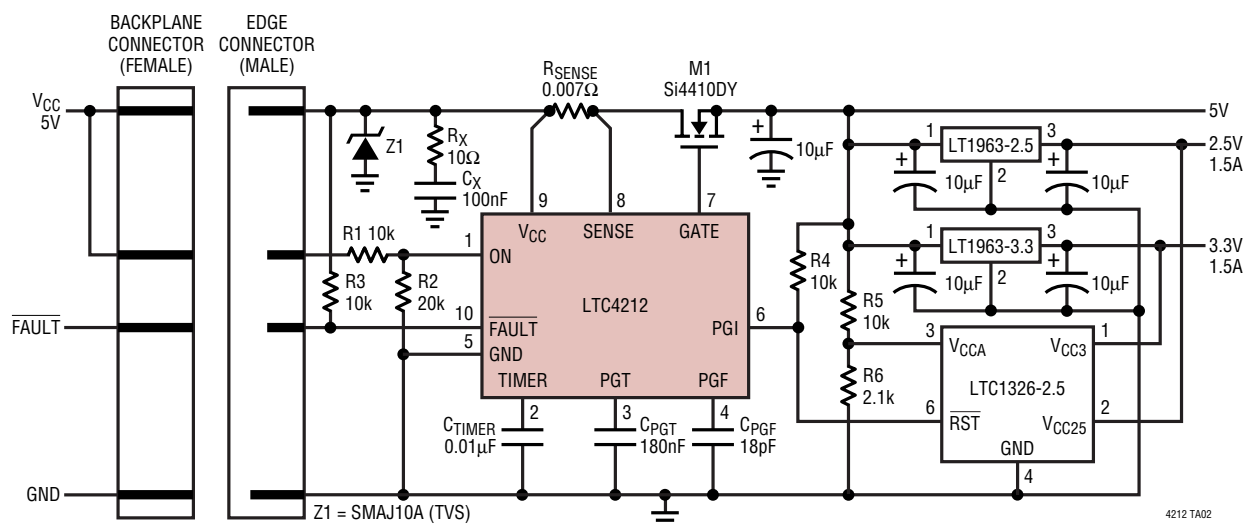 BACKPLANE
CONNECTOR
(FEMALE)
EDGE
CONNECTOR
(MALE)
VCC
5V
FAULT
GND
RSENSE
0.007Ω
M1
Si4410DY
Z1
RX
10Ω
CX
100nF
+
10µF
5V
1
LT1963-2.5
3
2
+
10µF
+
10µF
2.5V
1.5A
1
LT1963-3.3
3
2
+
10µF
+
10µF
3.3V
1.5A
R1 10k
R3
10k
R2
20k
9
8
7
VCC
SENSE
GATE
1
ON
LTC4212
10
FAULT
5
GND
PGI
6
TIMER
PGT
PGF
2
3
4
CTIMER
0.01µF
CPGT
180nF
CPGF
18pF
R4
10k
R5
10k
R6
2.1k
3
VCCA
VCC3
1
LTC1326-2.5
6
RST
VCC25
2
GND
4
Z1 = SMAJ10A (TVS)
4212 TA02